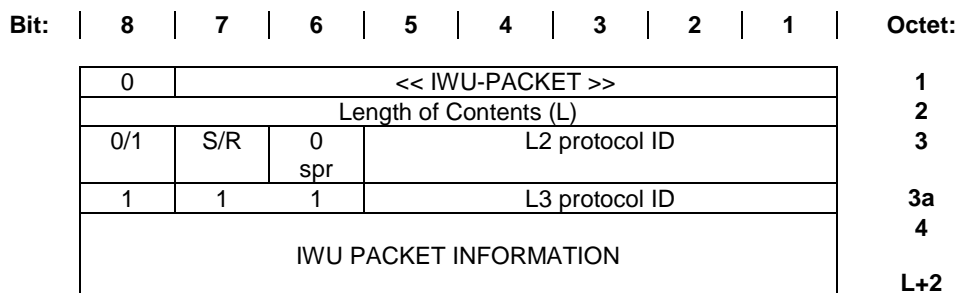 Bit: 8 7 6 5 4 3 2 1 Octet:
0 << IWU-PACKET >> 1
Length of Contents (L) 2
0/1 S/R 0 L2 protocol ID 3
spr
1 1 1 L3 protocol ID 3a
4
IWU PACKET INFORMATION
L+2